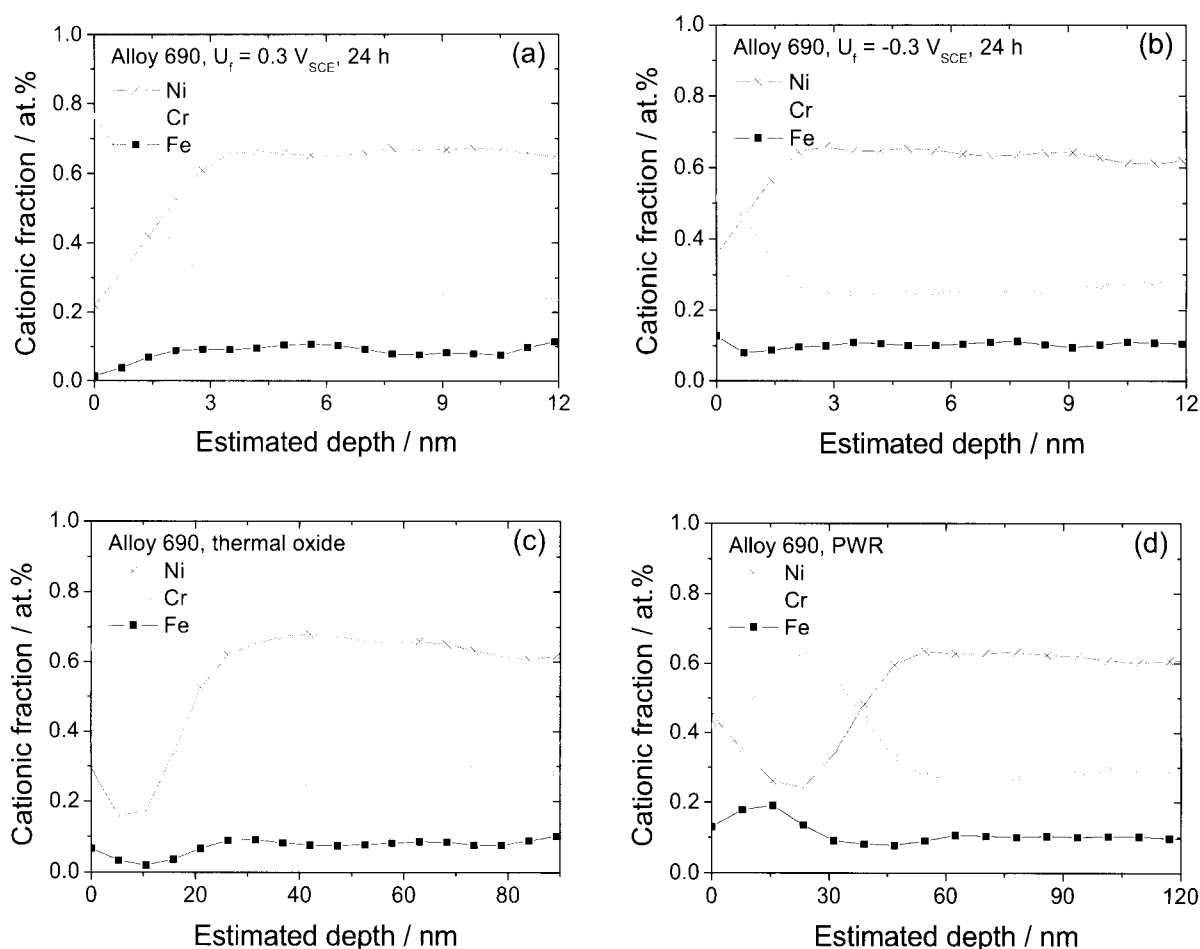 Alloy 690, U_f = 0.3 V_SCE, 24 h
(a)
Ni
Cr
Fe
Cationic fraction / at.%
1.0
0.8
0.6
0.4
0.2
0.0
0
3
6
9
12
Estimated depth / nm
Alloy 690, U_f = -0.3 V_SCE, 24 h
(b)
Ni
Cr
Fe
Cationic fraction / at.%
1.0
0.8
0.6
0.4
0.2
0.0
0
3
6
9
12
Estimated depth / nm
Alloy 690, thermal oxide
(c)
Ni
Cr
Fe
Cationic fraction / at.%
1.0
0.8
0.6
0.4
0.2
0.0
0
20
40
60
80
Estimated depth / nm
Alloy 690, PWR
(d)
Ni
Cr
Fe
Cationic fraction / at.%
1.0
0.8
0.6
0.4
0.2
0.0
0
30
60
90
120
Estimated depth / nm